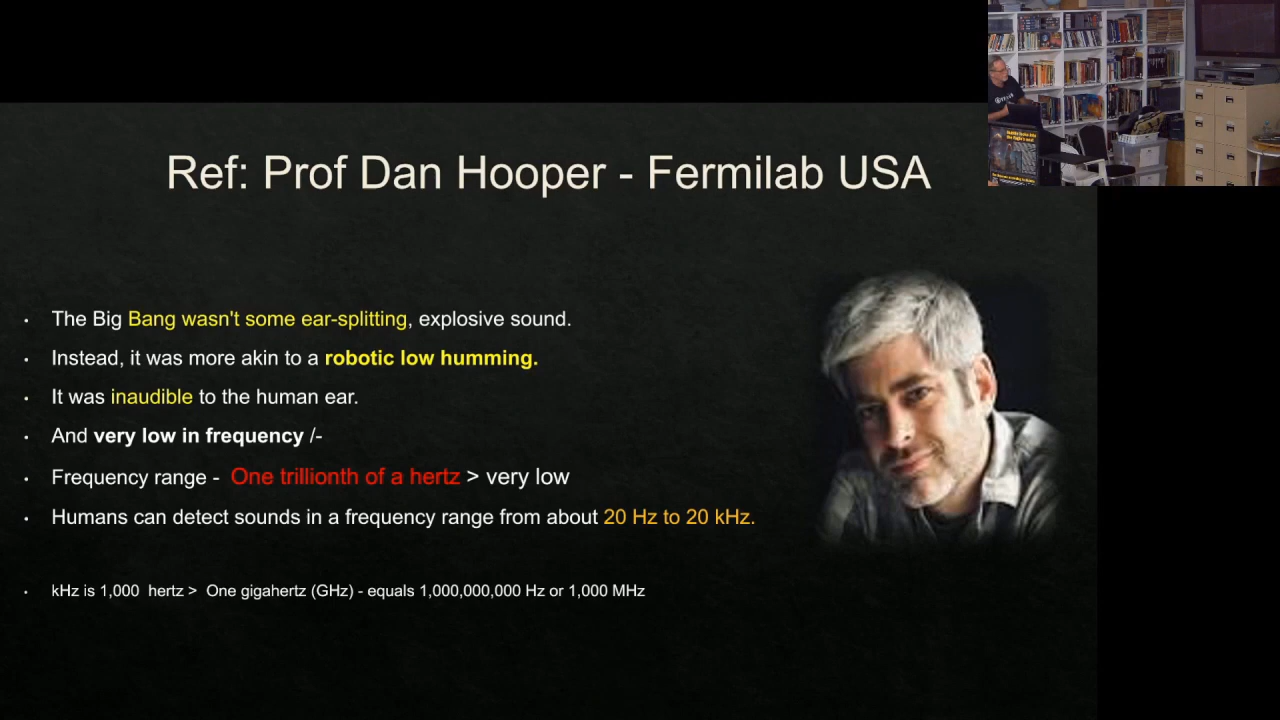 Ref: Prof Dan Hooper - Fermilab USA
The Big Bang wasn't some ear-splitting, explosive sound.
Instead, it was more akin to a robotic low humming.
It was inaudible to the human ear.
And very low in frequency /-
Frequency range - One trillionth of a hertz > very low
Humans can detect sounds in a frequency range from about 20 Hz to 20 kHz.
kHz is 1,000 hertz > One gigahertz (GHz) - equals 1,000,000,000 Hz or 1,000 MHz